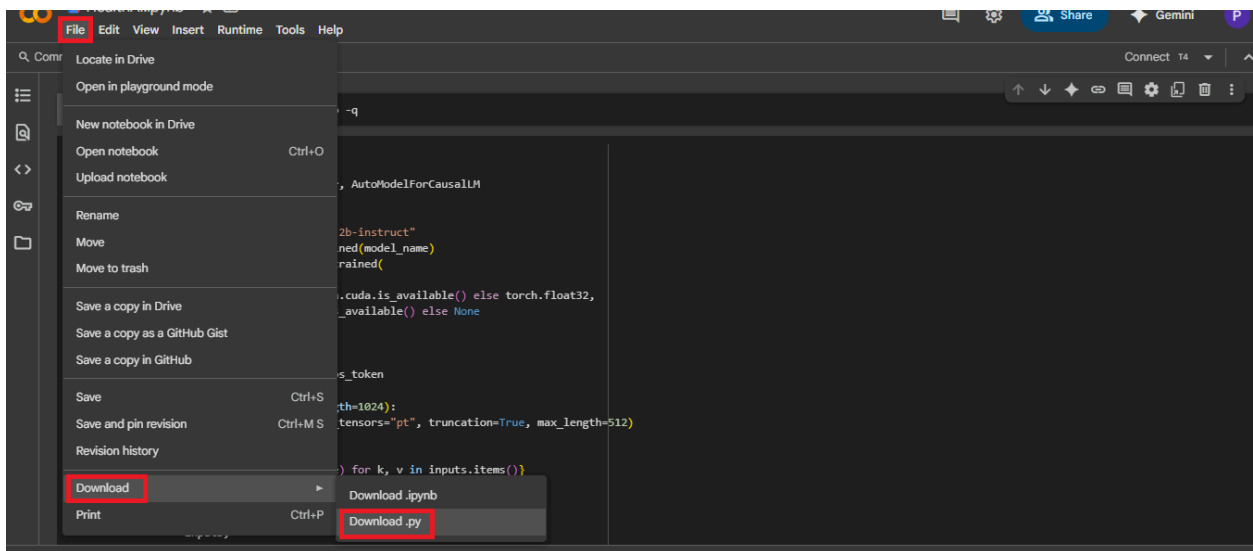 File Edit View Insert Runtime Tools Help
Share
Gemini
P
Connect T4
Locate in Drive
Open in playground mode
-q
New notebook in Drive
Open notebook Ctrl+O
Upload notebook
, AutoModelForCausalLM
Rename
2b-instruct"
Move
(model_name)
Move to trash
.cuda.is_available() else torch.float32,
Save a copy in Drive
_available() else None
Save a copy as a GitHub Gist
Save a copy in GitHub
s_token
Save Ctrl+S
=1024):
Save and pin revision Ctrl+M S
_tensors="pt", truncation=True, max_length=512)
Revision history
) for k, v in inputs.items()}
Download
Download .ipynb
Print Ctrl+P
Download .py